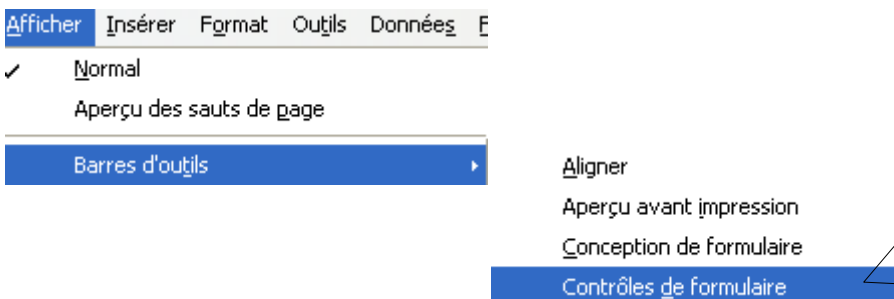 Afficher Insérer Format Outils Données
Normal
Aperçu des sauts de page
Barres d'outils
Aligner
Aperçu avant impression
Conception de formulaire
Contrôles de formulaire